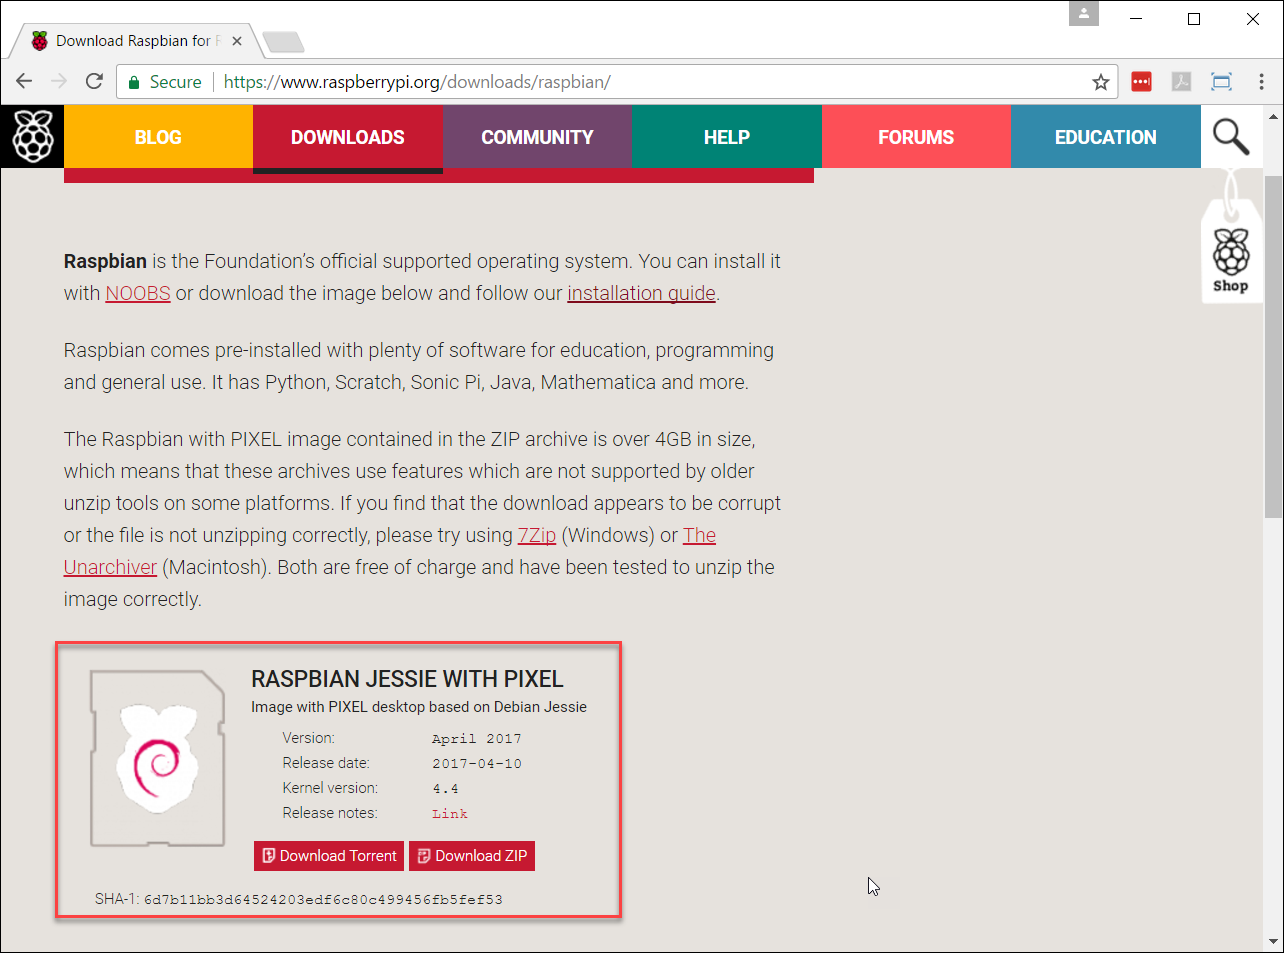 Download Raspbian for
Secure
https://www.raspberrypi.org/downloads/raspbian/
BLOG
DOWNLOADS
COMMUNITY
HELP
FORUMS
EDUCATION
Shop
Raspbian is the Foundation’s official supported operating system. You can install it
with NOOBS or download the image below and follow our installation guide.
Raspbian comes pre-installed with plenty of software for education, programming
and general use. It has Python, Scratch, Sonic Pi, Java, Mathematica and more.
The Raspbian with PIXEL image contained in the ZIP archive is over 4GB in size,
which means that these archives use features which are not supported by older
unzip tools on some platforms. If you find that the download appears to be corrupt
or the file is not unzipping correctly, please try using 7Zip (Windows) or The
Unarchiver (Macintosh). Both are free of charge and have been tested to unzip the
image correctly.
RASPBIAN JESSIE WITH PIXEL
Image with PIXEL desktop based on Debian Jessie
Version: April 2017
Release date: 2017-04-10
Kernel version: 4.4
Release notes: Link
Download Torrent
Download ZIP
SHA-1: 6d7b11bb3d64524203edf6c80c499456fb5fef53